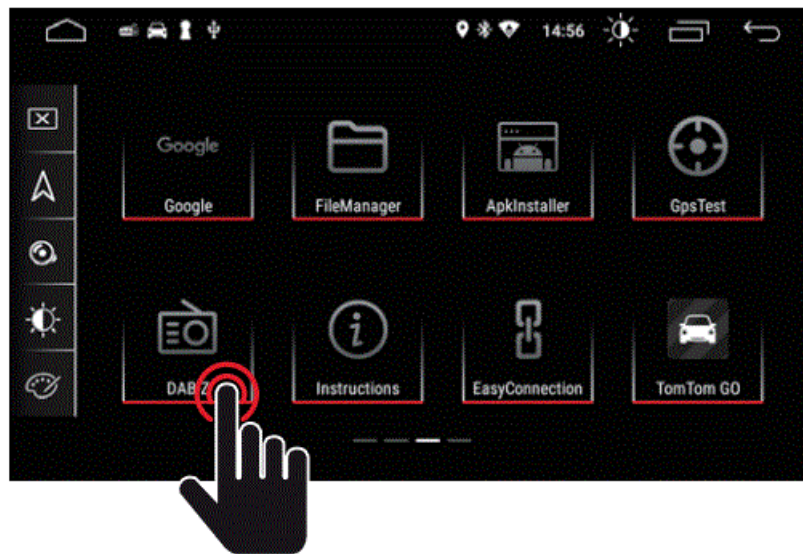 14:56
Google
Google
FileManager
ApkInstaller
GpsTest
DAB Z
Instructions
EasyConnection
TomTom GO